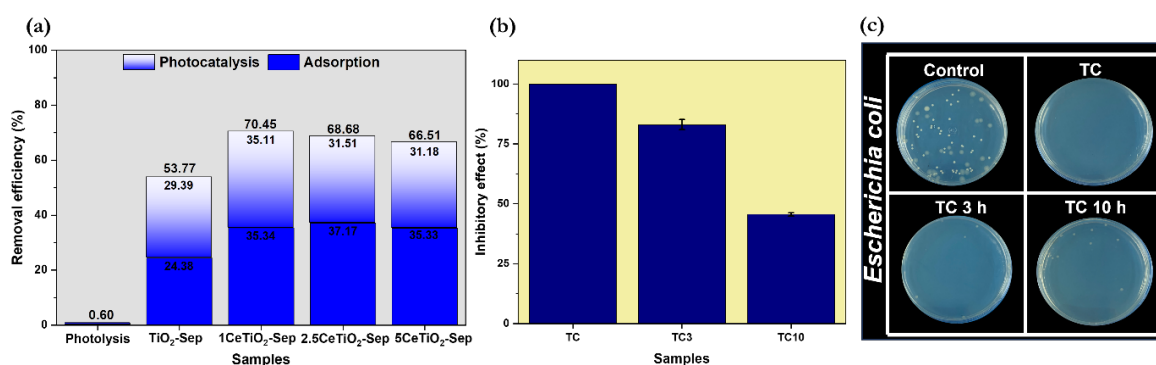 (a)
Removal efficiency (%)
100
80
60
40
20
0
Photocatalysis
Adsorption
0.60
53.77
29.39
24.38
70.45
35.11
35.34
68.68
31.51
37.17
66.51
31.18
35.33
Photolysis
TiO₂-Sep
1CeTiO₂-Sep
2.5CeTiO₂-Sep
5CeTiO₂-Sep
Samples
(b)
Inhibitory effect (%)
100
75
50
25
0
TC
TC3
TC10
Samples
(c)
Escherichia coli
Control
TC
TC 3 h
TC 10 h